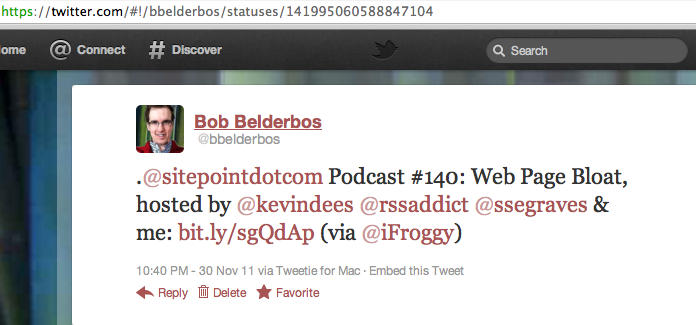 https://twitter.com/#!/bbelderbos/statuses/141995060588847104
ome @ Connect # Discover Search
Bob Belderbos
@bbelderbos
.@sitepointdotcom Podcast #140: Web Page Bloat,
hosted by @kevindees @rssaddict @ssegraves &
me: bit.ly/sgQdAp (via @iFroggy)
10:40 PM - 30 Nov 11 via Tweetie for Mac · Embed this Tweet
Reply Delete Favorite